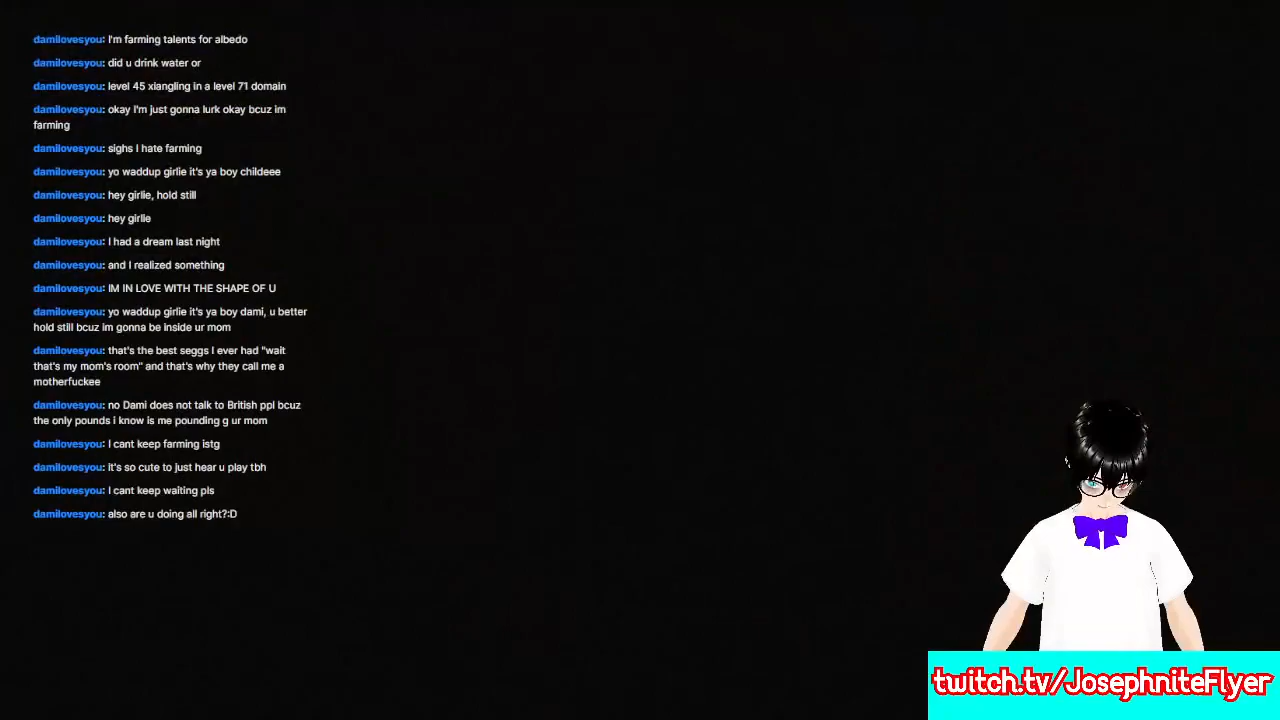 damilovesyou: I'm farming talents for albedo
damilovesyou: did u drink water or
damilovesyou: level 45 xiangling in a level 71 domain
damilovesyou: okay I'm just gonna lurk okay bcuz im
farming
damilovesyou: sighs I hate farming
damilovesyou: yo waddup girlie it's ya boy childeee
damilovesyou: hey girlie, hold still
damilovesyou: hey girlie
damilovesyou: I had a dream last night
damilovesyou: and I realized something
damilovesyou: IM IN LOVE WITH THE SHAPE OF U
damilovesyou: yo waddup girlie it's ya boy dami, u better
hold still bcuz im gonna be inside ur mom
damilovesyou: that's the best seggs I ever had "wait
that's my mom's room" and that's why they call me a
motherfuckee
damilovesyou: no Dami does not talk to British ppl bcuz
the only pounds i know is me pounding g ur mom
damilovesyou: I cant keep farming istg
damilovesyou: it's so cute to just hear u play tbh
damilovesyou: I cant keep waiting pls
damilovesyou: also are u doing all right?:D
twitch.tv/JosephniteFlyer